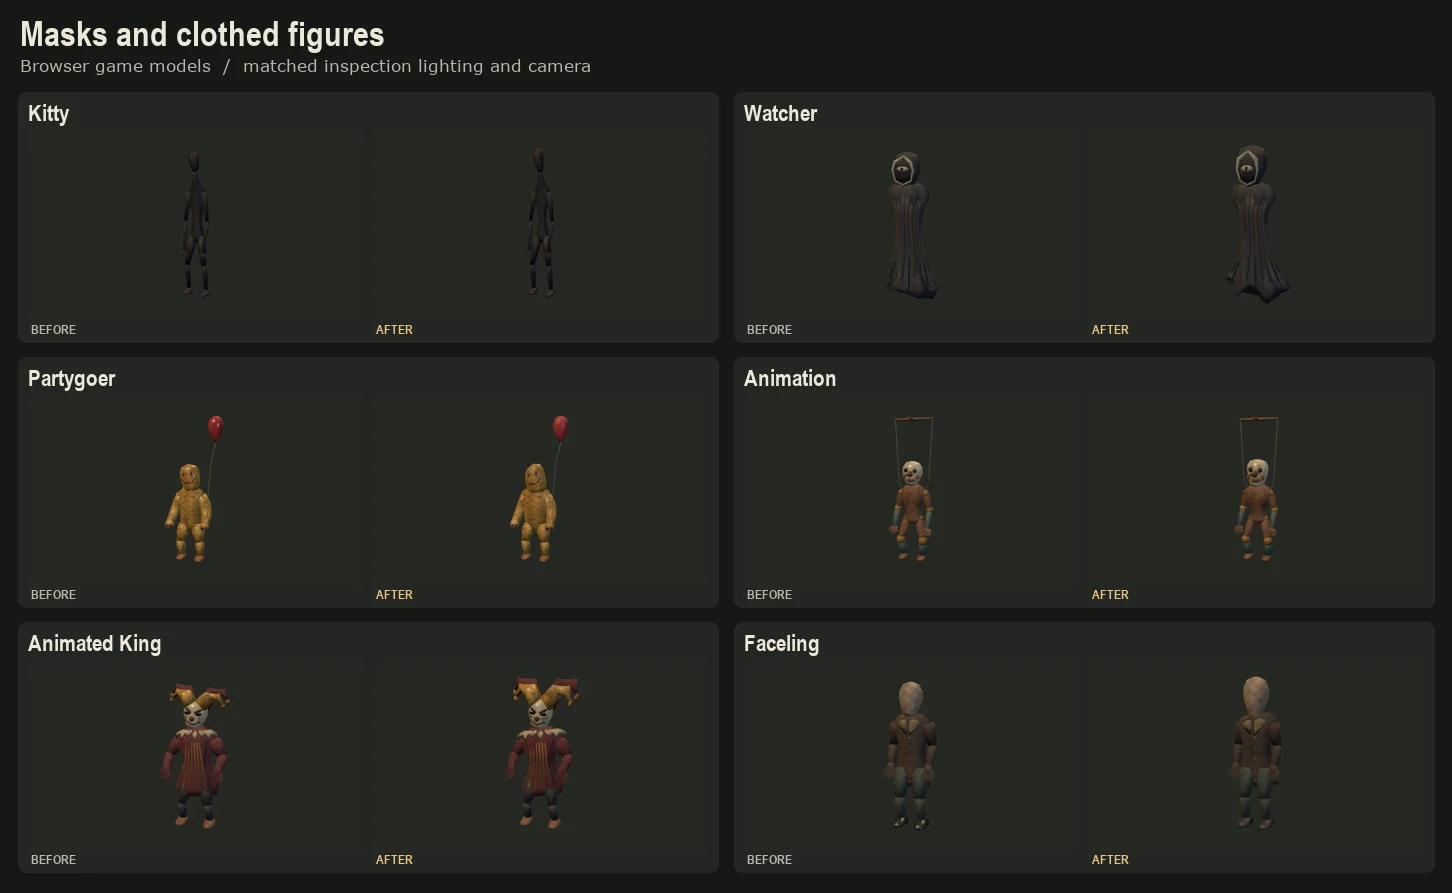 Masks and clothed figures
Browser game models / matched inspection lighting and camera
Kitty
BEFORE
AFTER
Watcher
BEFORE
AFTER
Partygoer
BEFORE
AFTER
Animation
BEFORE
AFTER
Animated King
BEFORE
AFTER
Faceling
BEFORE
AFTER